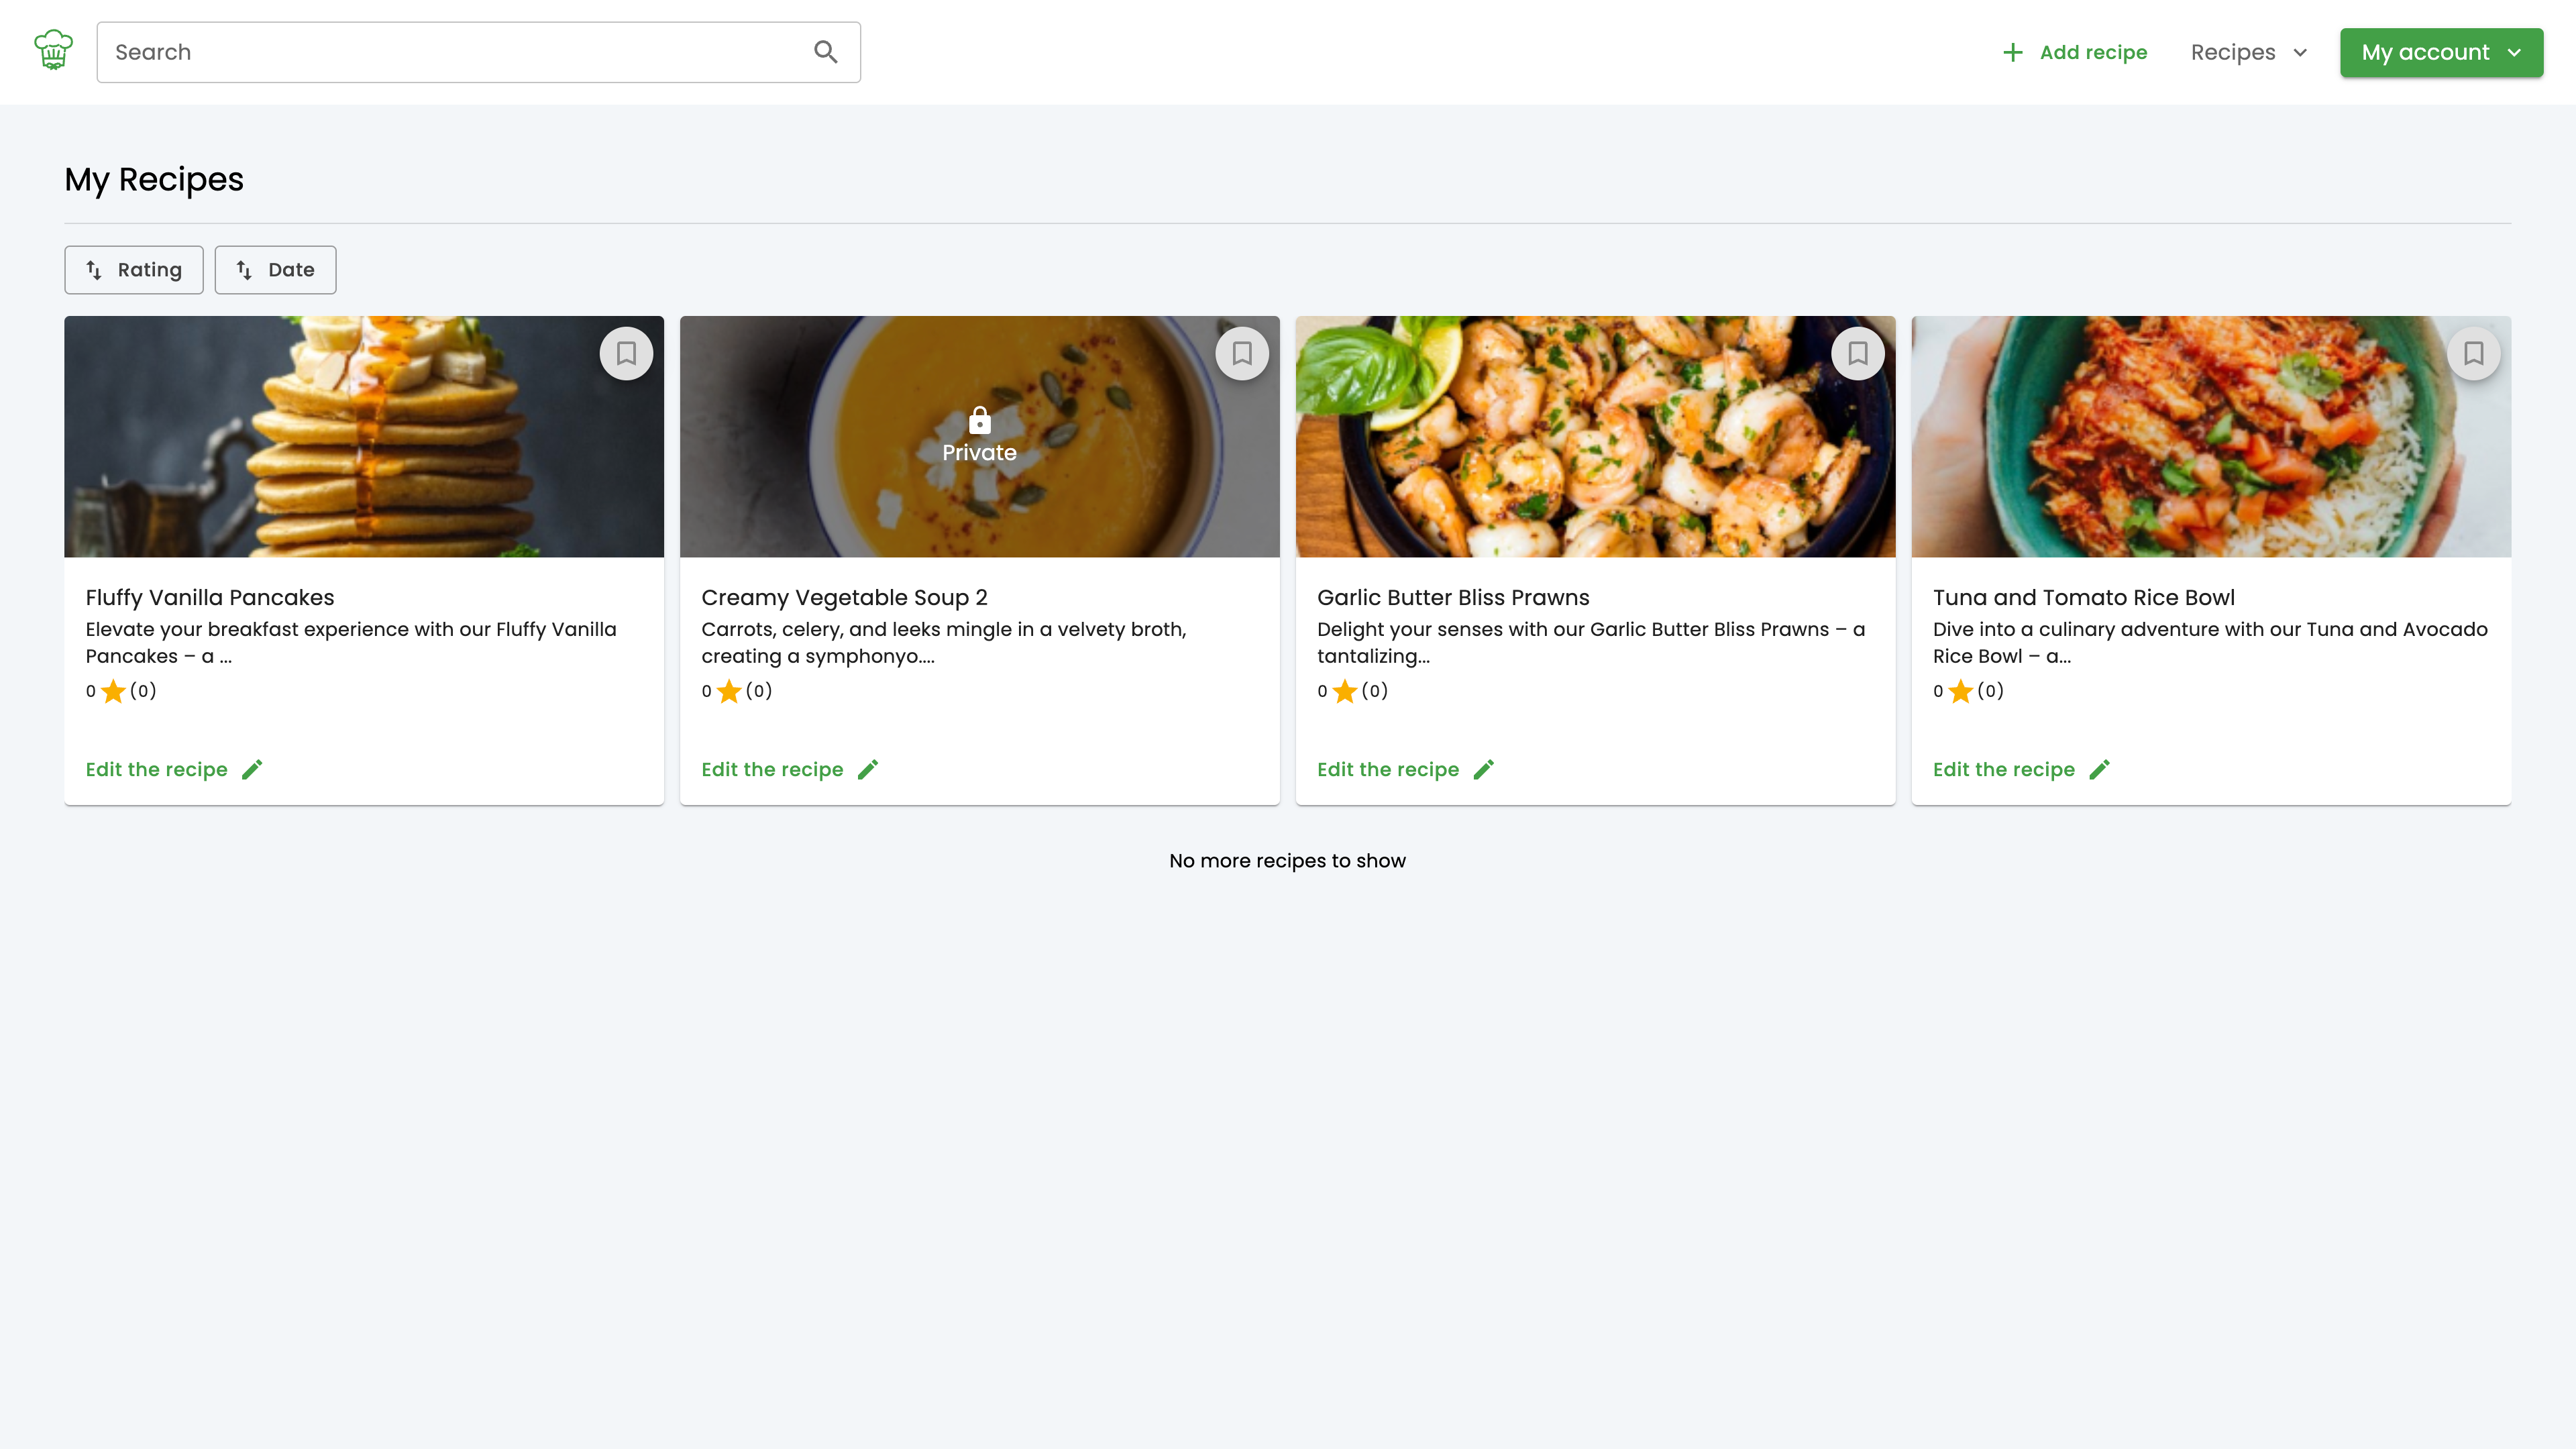 Search
Add recipe
Recipes
My account
My Recipes
Rating
Date
Private
Fluffy Vanilla Pancakes
Elevate your breakfast experience with our Fluffy Vanilla
Pancakes – a ...
0 (0)
Edit the recipe
Creamy Vegetable Soup 2
Carrots, celery, and leeks mingle in a velvety broth,
creating a symphonyo....
0 (0)
Edit the recipe
Garlic Butter Bliss Prawns
Delight your senses with our Garlic Butter Bliss Prawns – a
tantalizing...
0 (0)
Edit the recipe
Tuna and Tomato Rice Bowl
Dive into a culinary adventure with our Tuna and Avocado
Rice Bowl – a...
0 (0)
Edit the recipe
No more recipes to show